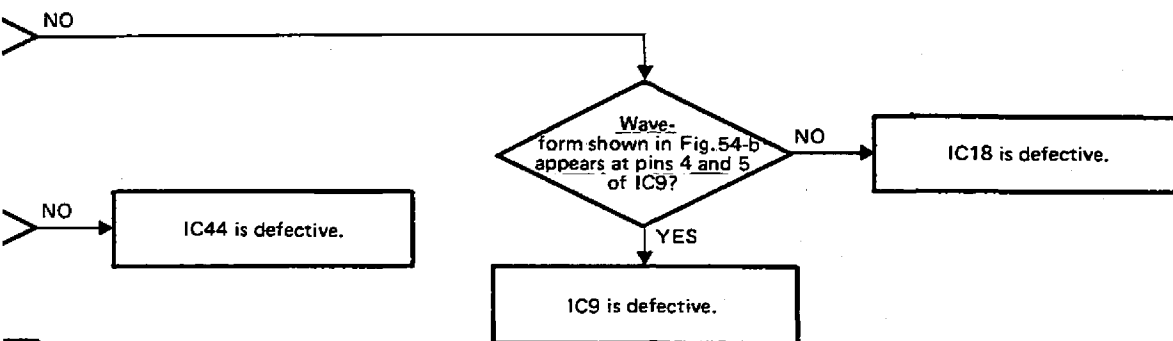 NO
Wave-
form shown in Fig.54-b
appears at pins 4 and 5
of IC9?
NO
IC18 is defective.
NO
IC44 is defective.
YES
IC9 is defective.